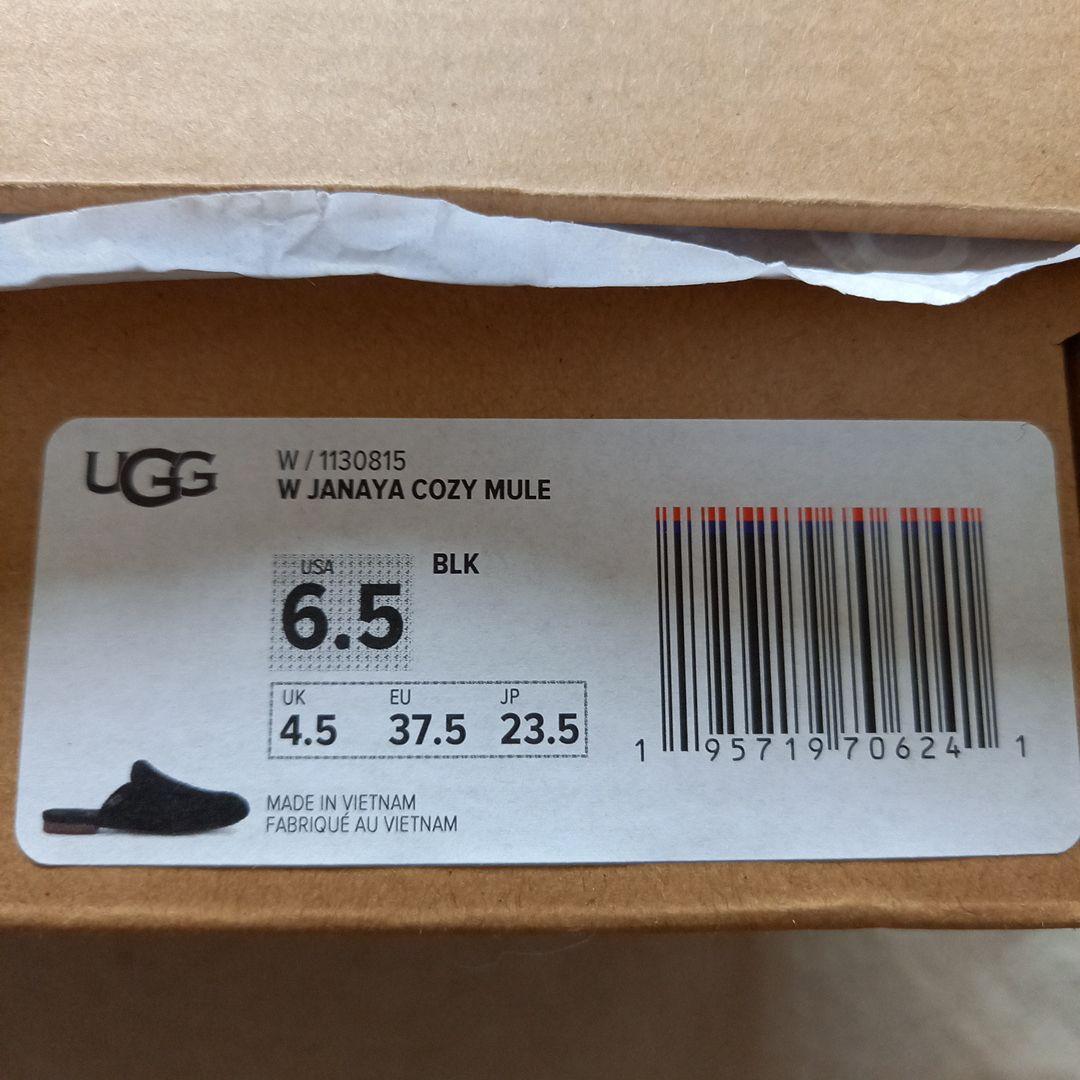 UGG
W / 1130815
W JANAYA COZY MULE
USA
6.5
BLK
UK EU JP
4.5 37.5 23.5
1 95719 70624 1
MADE IN VIETNAM
FABRIQUÉ AU VIETNAM